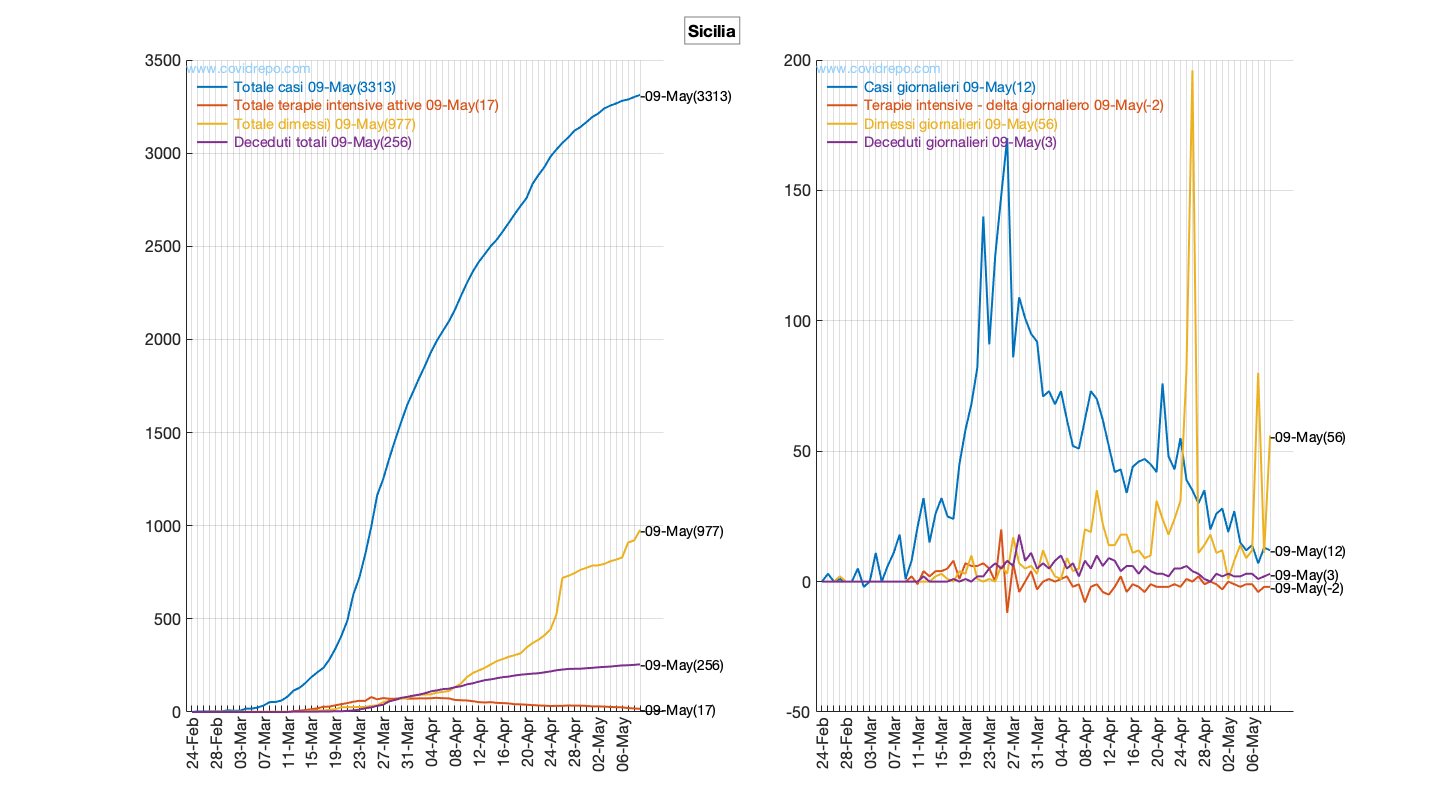 Sicilia
www.covidrepo.com
Totale casi 09-May(3313)
Totale terapie intensive attive 09-May(17)
Totale dimessi) 09-May(977)
Deceduti totali 09-May(256)
3500
3000
2500
2000
1500
1000
500
0
-09-May(3313)
-09-May(977)
-09-May(256)
-09-May(17)
24-Feb
28-Feb
03-Mar
07-Mar
11-Mar
15-Mar
19-Mar
23-Mar
27-Mar
31-Mar
04-Apr
08-Apr
12-Apr
16-Apr
20-Apr
24-Apr
28-Apr
02-May
06-May
www.covidrepo.com
Casi giornalieri 09-May(12)
Terapie intensive - delta giornaliero 09-May(-2)
Dimessi giornalieri 09-May(56)
Deceduti giornalieri 09-May(3)
200
150
100
50
0
-50
-09-May(56)
-09-May(12)
-09-May(3)
-09-May(-2)
24-Feb
28-Feb
03-Mar
07-Mar
11-Mar
15-Mar
19-Mar
23-Mar
27-Mar
31-Mar
04-Apr
08-Apr
12-Apr
16-Apr
20-Apr
24-Apr
28-Apr
02-May
06-May